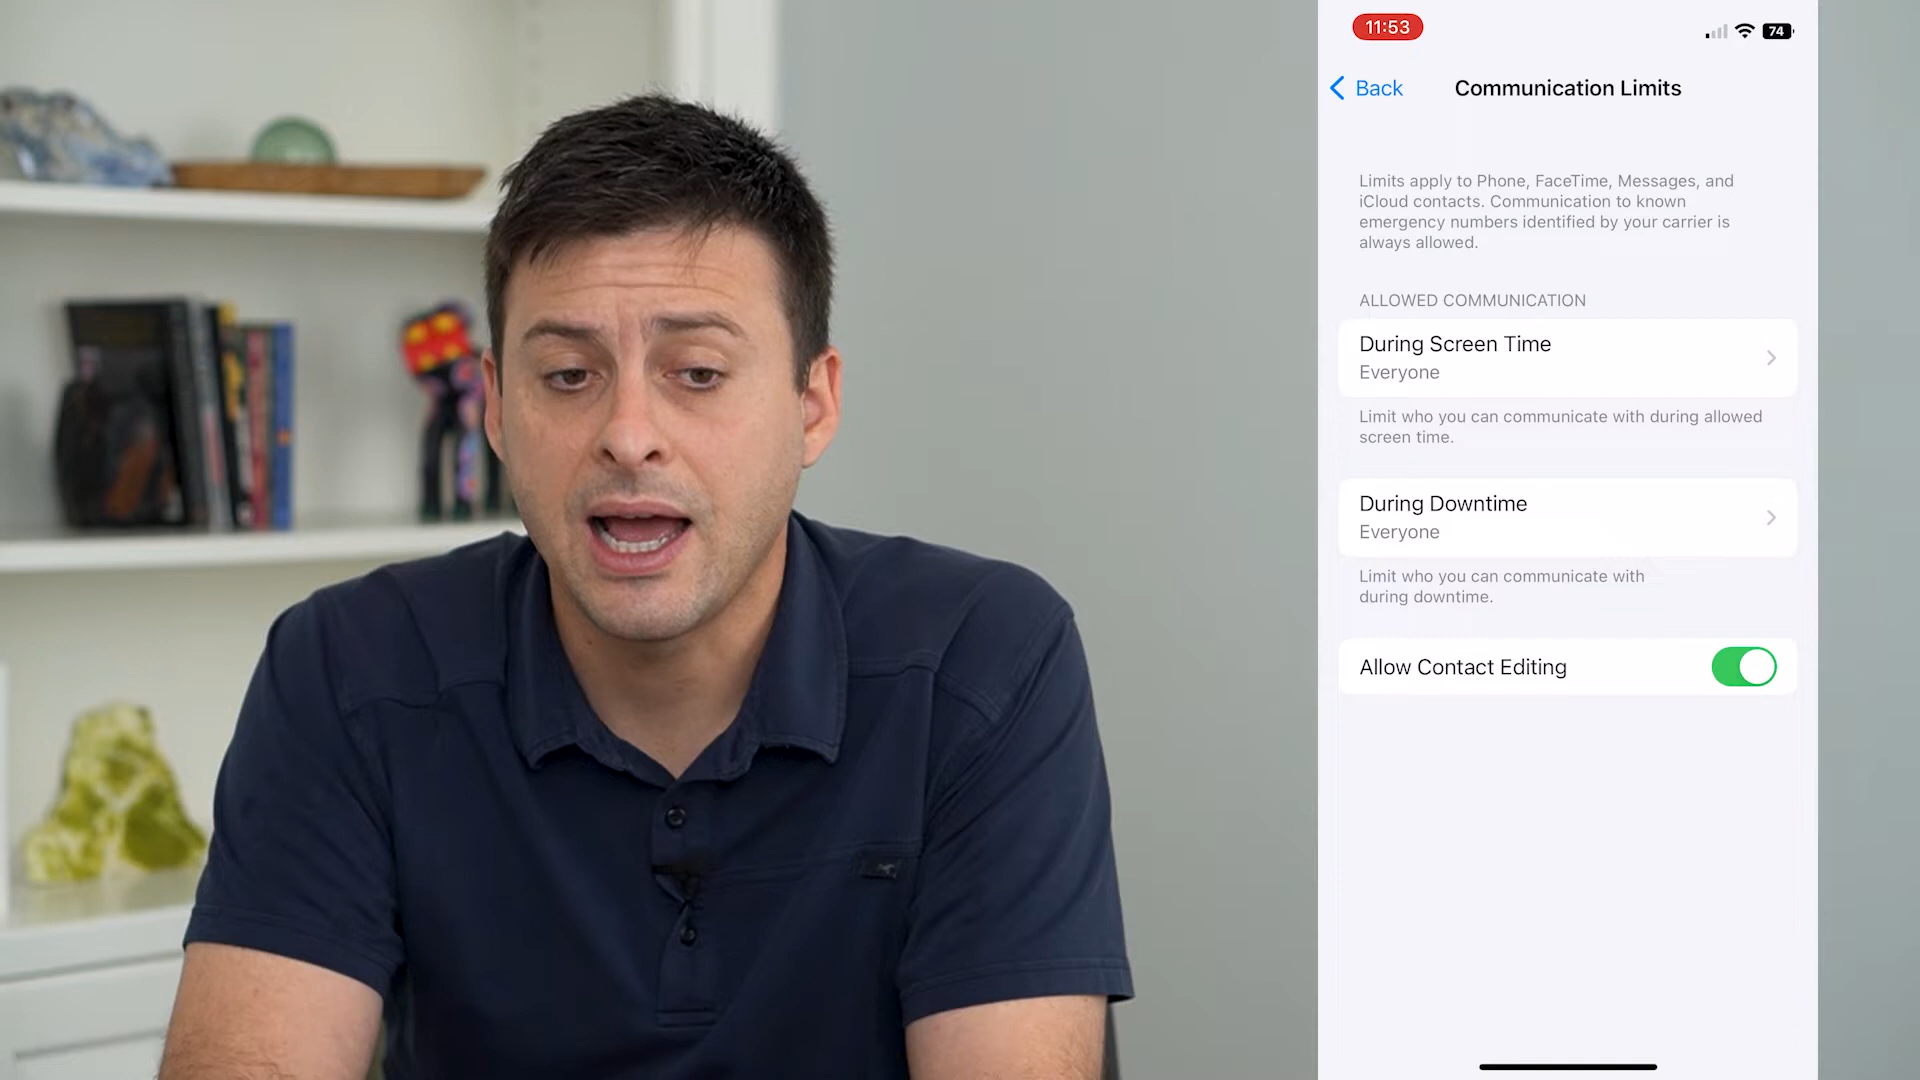 11:53
74
Back
Communication Limits
Limits apply to Phone, FaceTime, Messages, and
iCloud contacts. Communication to known
emergency numbers identified by your carrier is
always allowed.
ALLOWED COMMUNICATION
During Screen Time
Everyone
Limit who you can communicate with during allowed
screen time.
During Downtime
Everyone
Limit who you can communicate with
during downtime.
Allow Contact Editing